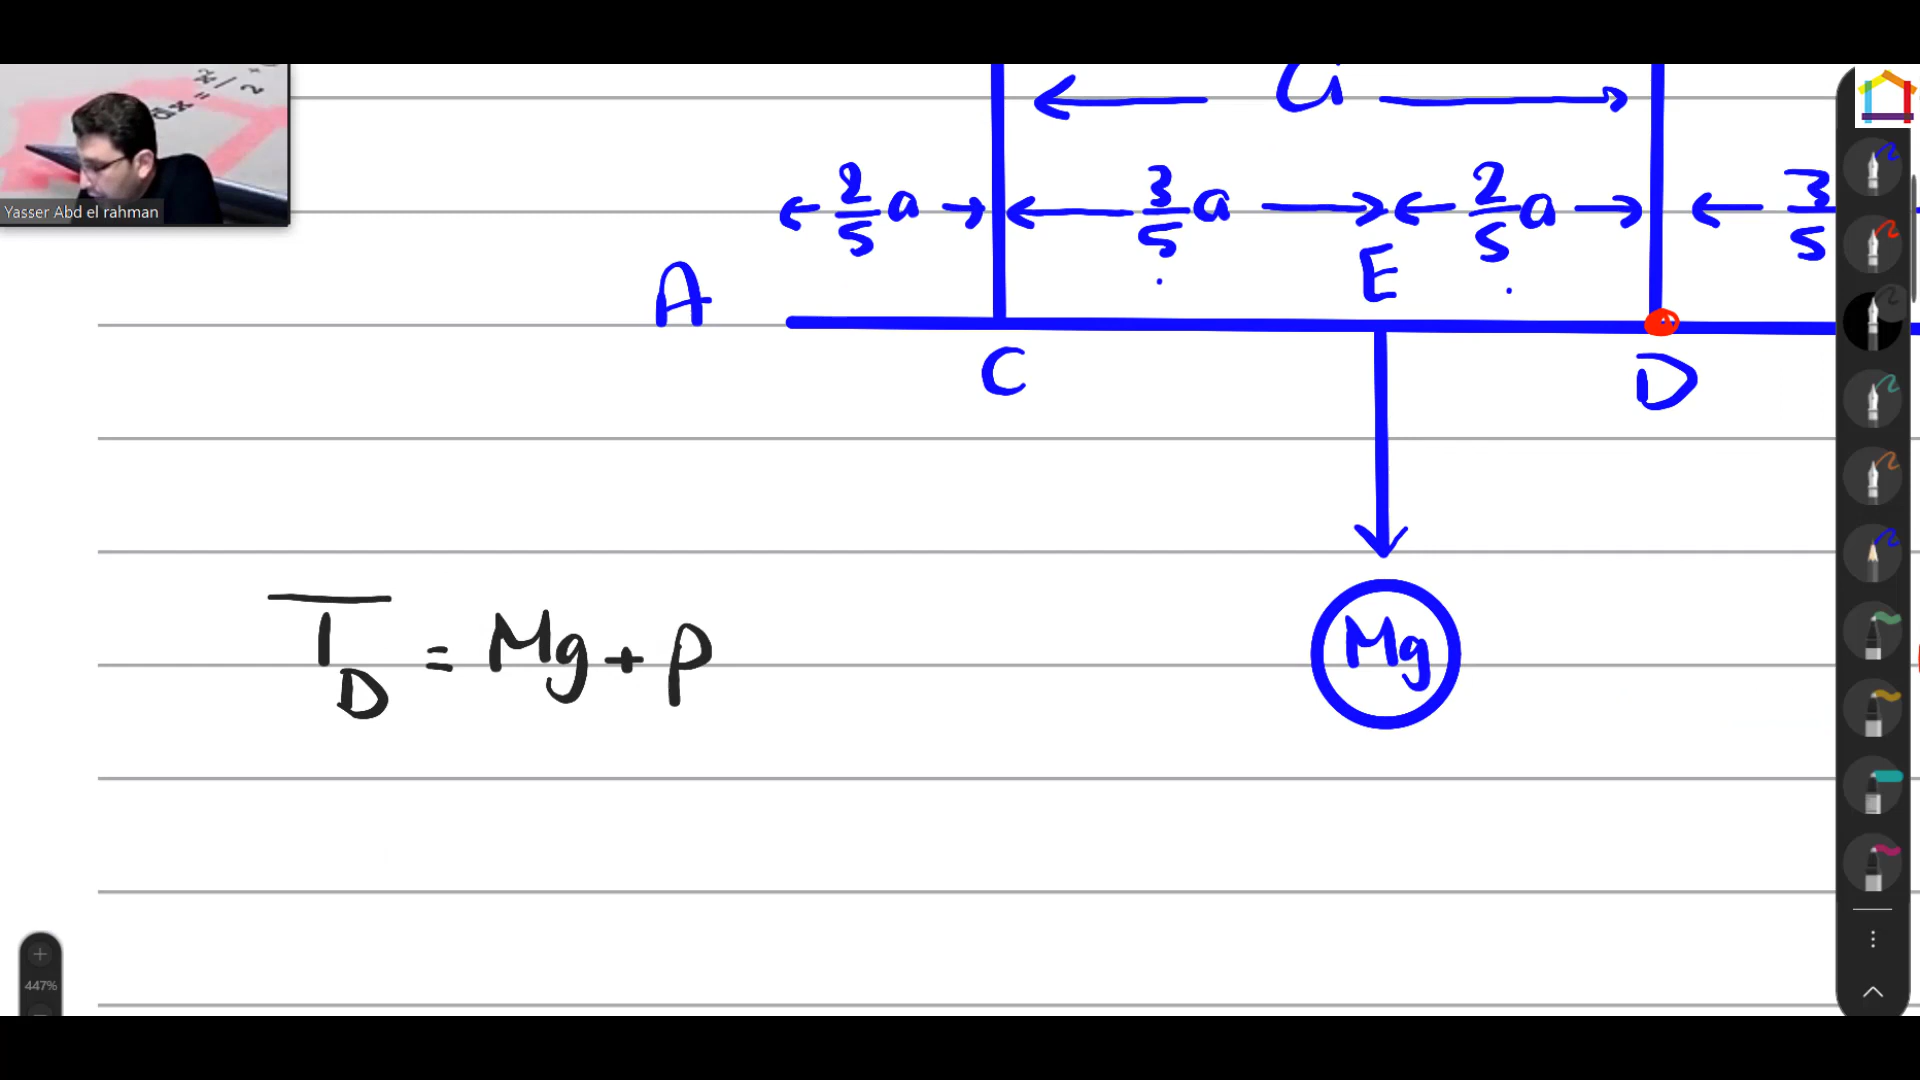 a
2/5 a 3/5 a 2/5 a 3/5
A E
C D
T_D = Mg + P
Mg
Yasser Abd el rahman
447%